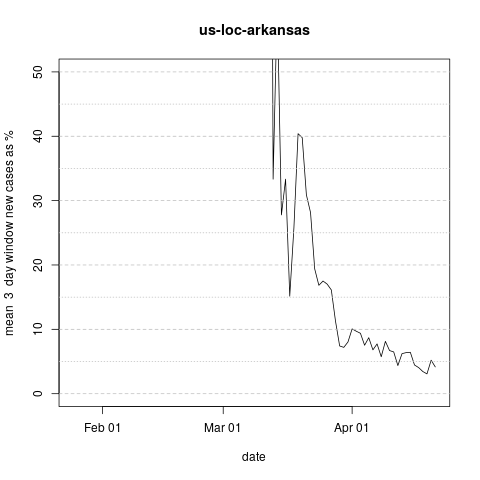 us-loc-arkansas
mean 3 day window new cases as %
50
40
30
20
10
0
Feb 01
Mar 01
Apr 01
date